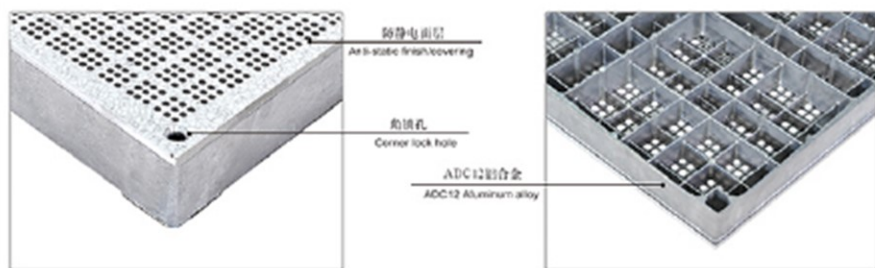 防静电面层
Anti-static finish/covering
角锁孔
Corner lock hole
ADC12铝合金
ADC12 Aluminum alloy